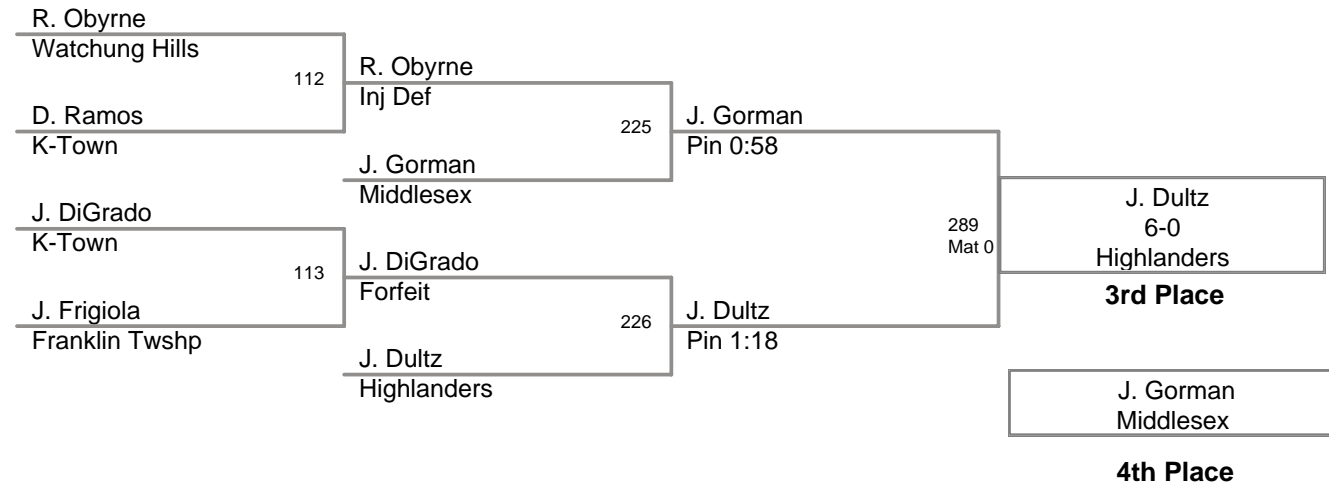 R. Obyrne
Watchung Hills
112
D. Ramos
K-Town
J. DiGrado
K-Town
113
J. Frigiola
Franklin Twshp
R. Obyrne
Inj Def
225
J. Gorman
Middlesex
J. DiGrado
Forfeit
226
J. Dultz
Highlanders
J. Gorman
Pin 0:58
289
Mat 0
J. Dultz
Pin 1:18
J. Dultz
6-0
Highlanders
3rd Place
J. Gorman
Middlesex
4th Place